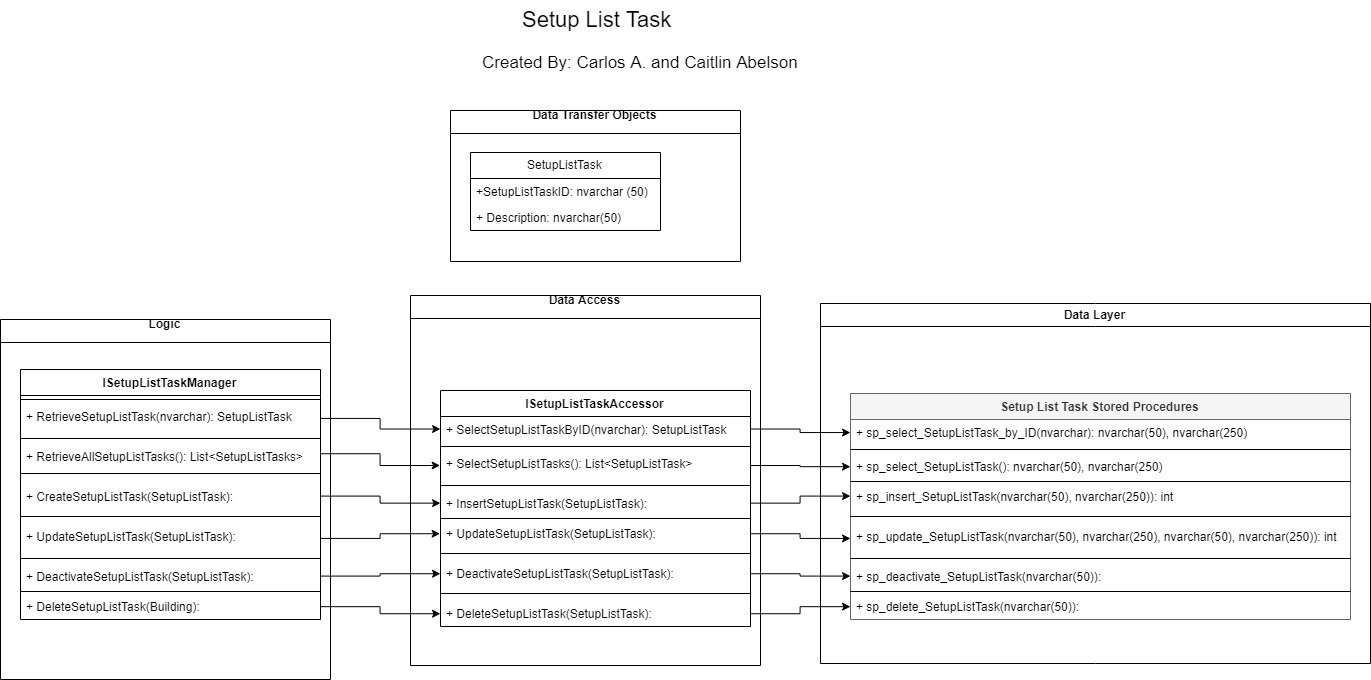 Setup List Task
Created By: Carlos A. and Caitlin Abelson
Data Transfer Objects
SetupListTask
+SetupListTaskID: nvarchar (50)
+ Description: nvarchar(50)
Logic
ISetupListTaskManager
+ RetrieveSetupListTask(nvarchar): SetupListTask
+ RetrieveAllSetupListTasks(): List<SetupListTasks>
+ CreateSetupListTask(SetupListTask):
+ UpdateSetupListTask(SetupListTask):
+ DeactivateSetupListTask(SetupListTask):
+ DeleteSetupListTask(Building):
Data Access
ISetupListTaskAccessor
+ SelectSetupListTaskByID(nvarchar): SetupListTask
+ SelectSetupListTasks(): List<SetupListTask>
+ InsertSetupListTask(SetupListTask):
+ UpdateSetupListTask(SetupListTask):
+ DeactivateSetupListTask(SetupListTask):
+ DeleteSetupListTask(SetupListTask):
Data Layer
Setup List Task Stored Procedures
+ sp_select_SetupListTask_by_ID(nvarchar): nvarchar(50), nvarchar(250)
+ sp_select_SetupListTask(): nvarchar(50), nvarchar(250)
+ sp_insert_SetupListTask(nvarchar(50), nvarchar(250)): int
+ sp_update_SetupListTask(nvarchar(50), nvarchar(250), nvarchar(50), nvarchar(250)): int
+ sp_deactivate_SetupListTask(nvarchar(50)):
+ sp_delete_SetupListTask(nvarchar(50)):